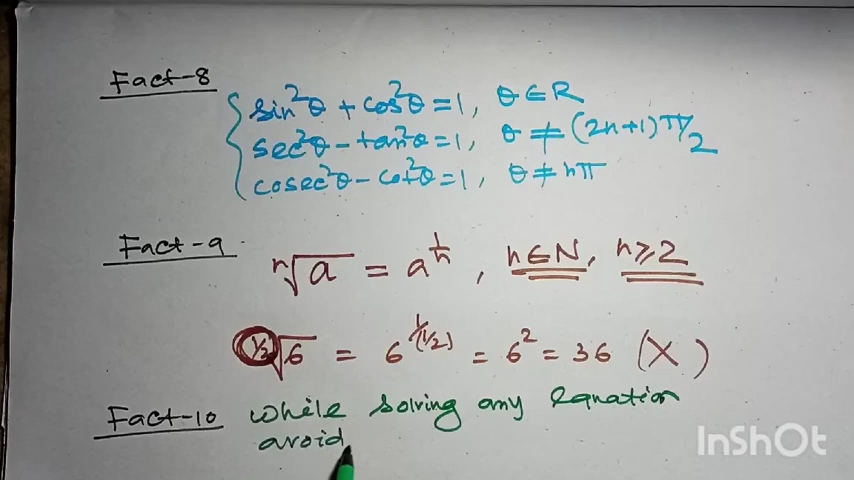 Fact-8
sin²θ + cos²θ = 1, θ ∈ R
sec²θ - tan²θ = 1, θ ≠ (2n+1) π/2
cosec²θ - cot²θ = 1, θ ≠ nπ
Fact-9
ⁿ√a = a^(1/n), n ∈ N, n ≥ 2
^(1/2)√6 = 6^(1/(1/2)) = 6² = 36 (X)
Fact-10 while solving any equation
avoid
InShOt